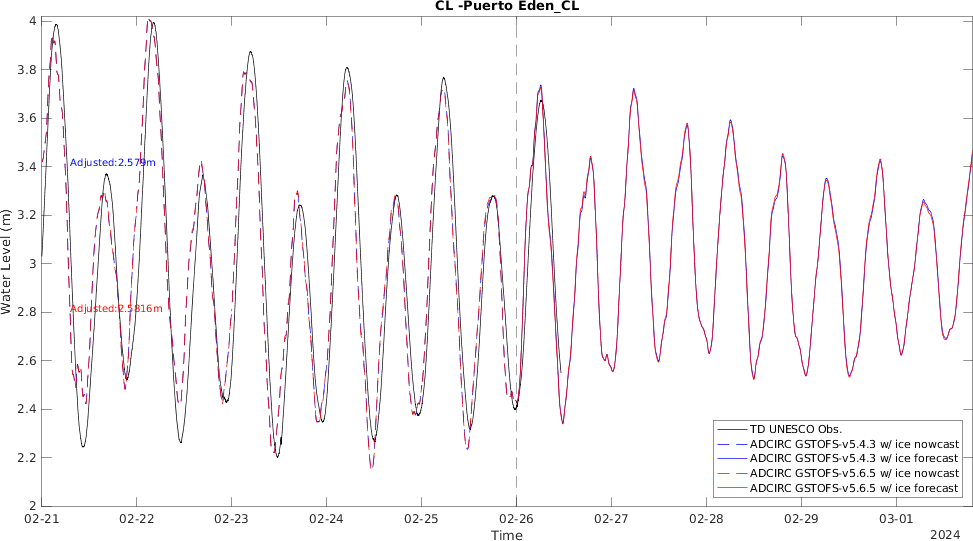 CL -Puerto Eden_CL
4
3.8
3.6
3.4
3.2
3
2.8
2.6
2.4
2.2
2
Water Level (m)
Adjusted:2.579m
Adjusted:2.5816m
TD UNESCO Obs.
ADCIRC GSTOFS-v5.4.3 w/ ice nowcast
ADCIRC GSTOFS-v5.4.3 w/ ice forecast
ADCIRC GSTOFS-v5.6.5 w/ ice nowcast
ADCIRC GSTOFS-v5.6.5 w/ ice forecast
02-21 02-22 02-23 02-24 02-25 02-26 02-27 02-28 02-29 03-01
Time
2024